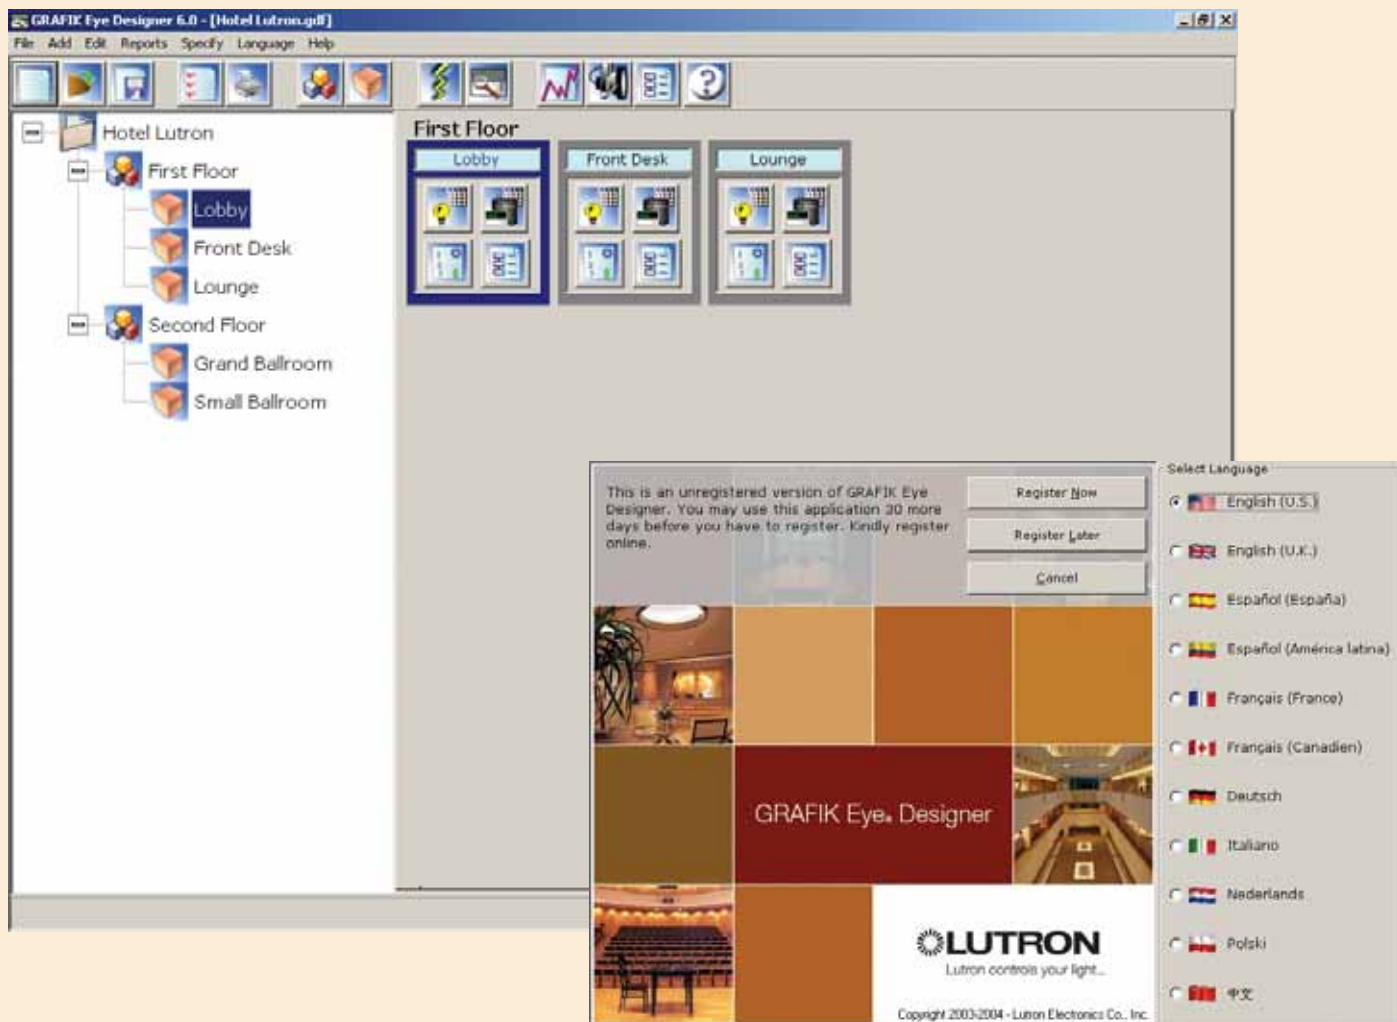 GRAFIK Eye Designer 6.0 - [Hotel Lutron.gdf]
File Add Edit Reports Specify Language Help
Hotel Lutron
First Floor
Lobby
Front Desk
Lounge
Second Floor
Grand Ballroom
Small Ballroom
First Floor
Lobby Front Desk Lounge
This is an unregistered version of GRAFIK Eye
Designer. You may use this application 30 more
days before you have to register. Kindly register
online.
Register Now
Register Later
Cancel
GRAFIK Eye® Designer
LUTRON
Lutron controls your light...
Copyright 2003-2004 - Lutron Electronics Co., Inc.
Select Language
English (U.S.)
English (U.K.)
Español (España)
Español (América latina)
Français (France)
Français (Canadien)
Deutsch
Italiano
Nederlands
Polski
中文